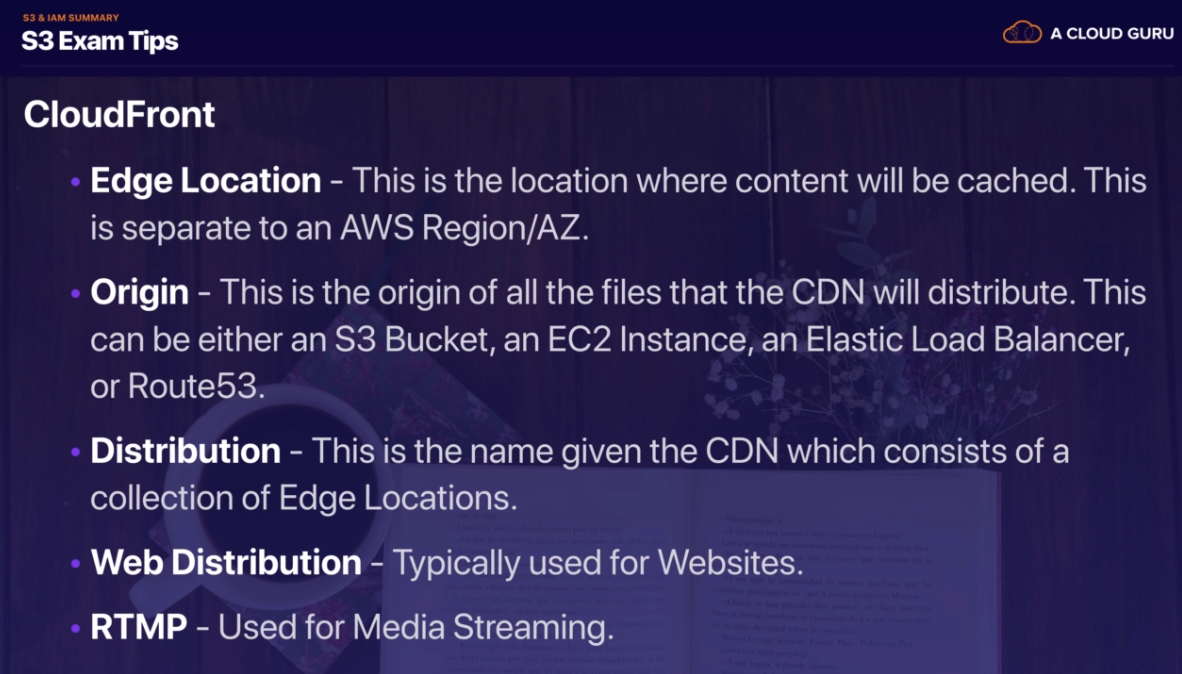 S3 & IAM SUMMARY
S3 Exam Tips
A CLOUD GURU
CloudFront
• Edge Location - This is the location where content will be cached. This
is separate to an AWS Region/AZ.
• Origin - This is the origin of all the files that the CDN will distribute. This
can be either an S3 Bucket, an EC2 Instance, an Elastic Load Balancer,
or Route53.
• Distribution - This is the name given the CDN which consists of a
collection of Edge Locations.
• Web Distribution - Typically used for Websites.
• RTMP - Used for Media Streaming.